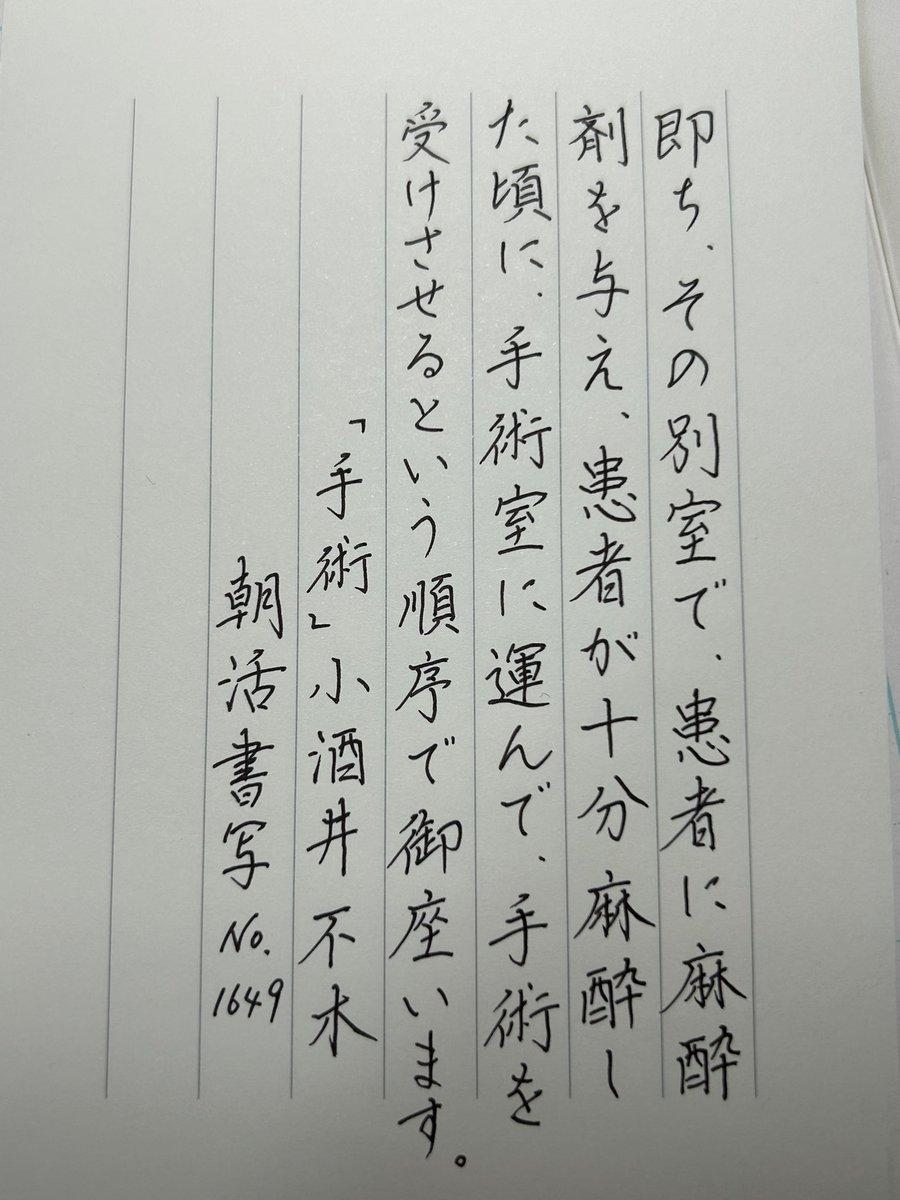 即ち、その別室で、患者に麻酔
剤を与え、患者が十分麻酔し
た頃に、手術室に運んで、手術を
受けさせるという順序で御座います。
「手術」小酒井不木
朝活書写No.1649